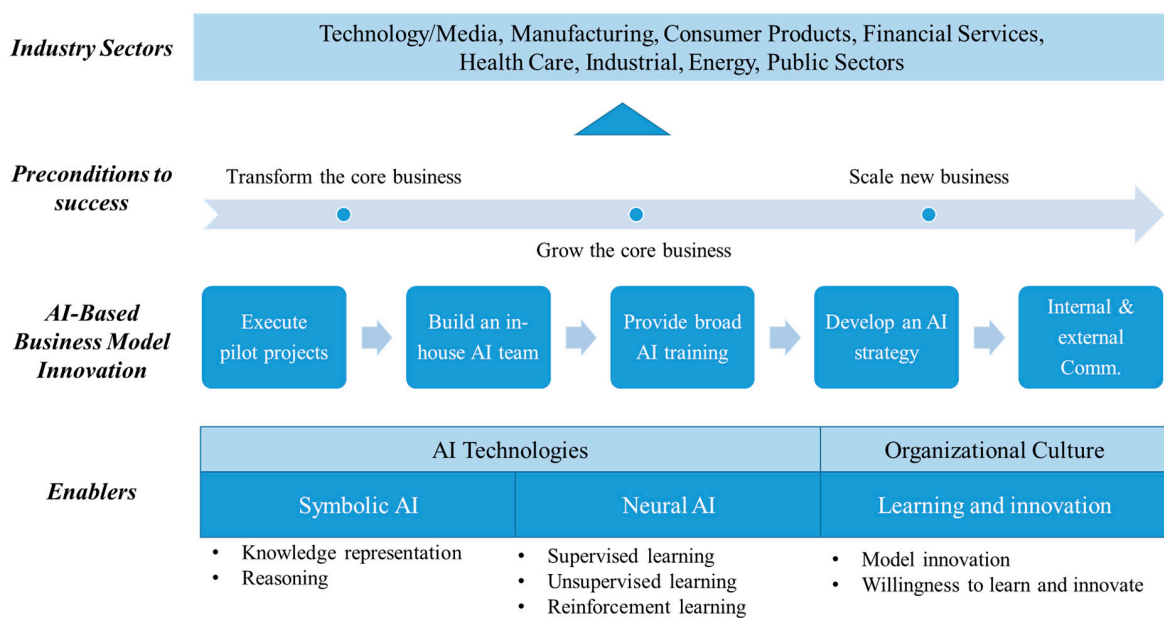 Industry Sectors
Technology/Media, Manufacturing, Consumer Products, Financial Services,
Health Care, Industrial, Energy, Public Sectors
Preconditions to
success
Transform the core business
Scale new business
Grow the core business
AI-Based
Business Model
Innovation
Execute
pilot projects
Build an in-
house AI team
Provide broad
AI training
Develop an AI
strategy
Internal &
external
Comm.
Enablers
AI Technologies
Organizational Culture
Symbolic AI
Neural AI
Learning and innovation
• Knowledge representation
• Reasoning
• Supervised learning
• Unsupervised learning
• Reinforcement learning
• Model innovation
• Willingness to learn and innovate